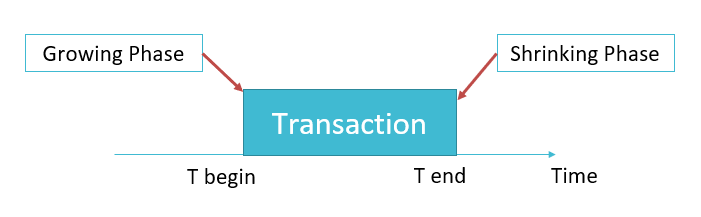 Growing Phase
Shrinking Phase
Transaction
T begin
T end
Time